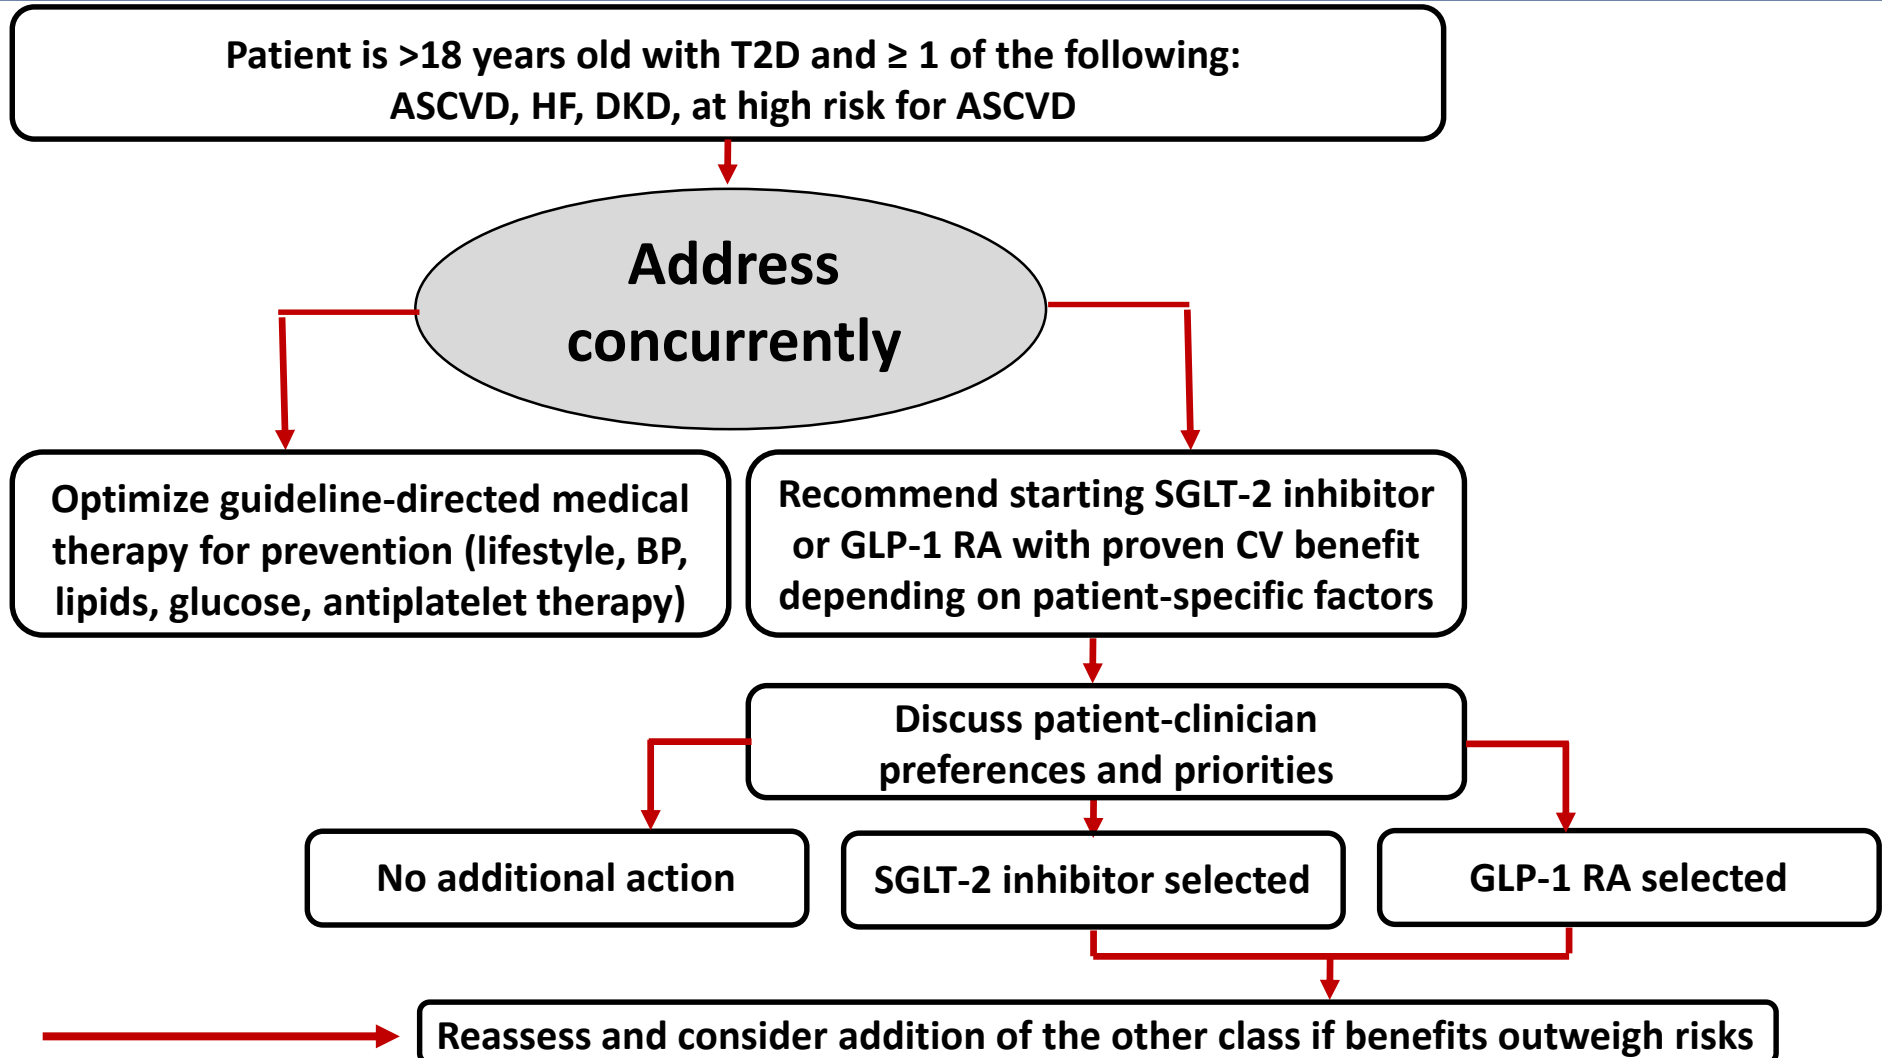 Patient is >18 years old with T2D and ≥ 1 of the following:
ASCVD, HF, DKD, at high risk for ASCVD
Address
concurrently
Optimize guideline-directed medical
therapy for prevention (lifestyle, BP,
lipids, glucose, antiplatelet therapy)
Recommend starting SGLT-2 inhibitor
or GLP-1 RA with proven CV benefit
depending on patient-specific factors
Discuss patient-clinician
preferences and priorities
No additional action
SGLT-2 inhibitor selected
GLP-1 RA selected
Reassess and consider addition of the other class if benefits outweigh risks